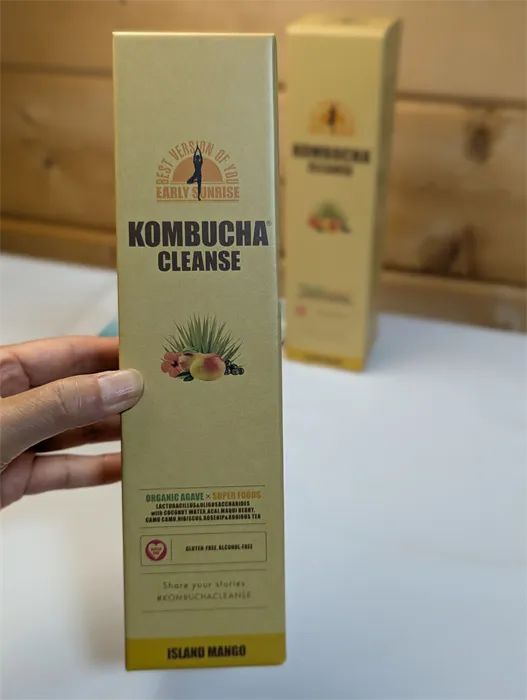 BEST VERSION OF YOU
EARLY SUNRISE
KOMBUCHA®
CLEANSE
ORGANIC AGAVE × SUPER FOODS
LACTOBACILLUS&OLIGOSACCHARIDES
with COCONUT WATER,ACAI,MAQUI BERRY,
CAMU CAMU,HIBISCUS,ROSEHIP&ROOIBOS TEA
GLUTEN-FREE, ALCOHOL-FREE
Share your stories
#KOMBUCHACLEANSE
ISLAND MANGO
KOMBUCHA
CLEANSE